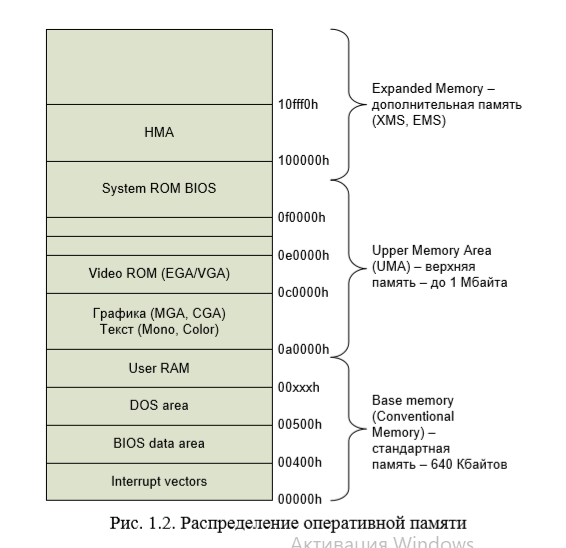 10fff0h
HMA
100000h
System ROM BIOS
0f0000h
0e0000h
Video ROM (EGA/VGA)
0c0000h
Графика (MGA, CGA)
Текст (Mono, Color)
0a0000h
User RAM
00xxxh
DOS area
00500h
BIOS data area
00400h
Interrupt vectors
00000h
Expanded Memory –
дополнительная память
(XMS, EMS)
Upper Memory Area
(UMA) – верхняя
память – до 1 Мбайта
Base memory
(Conventional
Memory) –
стандартная
память – 640 Кбайтов
Рис. 1.2. Распределение оперативной памяти
Активация Windows